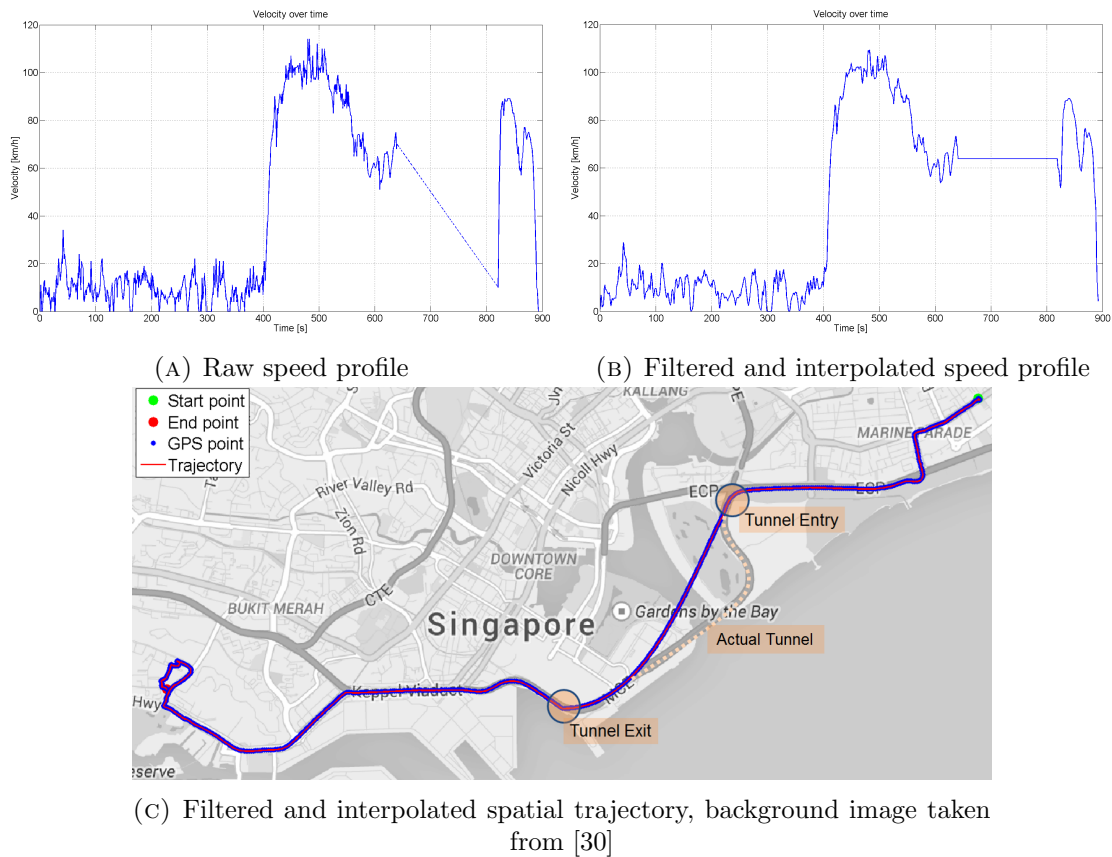 Velocity over time
120
100
80
60
40
20
0
Velocity [km/h]
0 100 200 300 400 500 600 700 800 900
Time [s]
(A) Raw speed profile
Velocity over time
120
100
80
60
40
20
0
Velocity [km/h]
0 100 200 300 400 500 600 700 800 900
Time [s]
(B) Filtered and interpolated speed profile
Start point
End point
GPS point
Trajectory
KALLANG
Victoria St
Nicoll Hwy
MARINE PARADE
River Valley Rd
Zion Rd
ECP
ECP
Tunnel Entry
DOWNTOWN
CORE
CTE
BUKIT MERAH
Gardens by the Bay
Singapore
Actual Tunnel
Keppel Viaduct
MCE
Hwy
Tunnel Exit
eserve
(C) Filtered and interpolated spatial trajectory, background image taken
from [30]